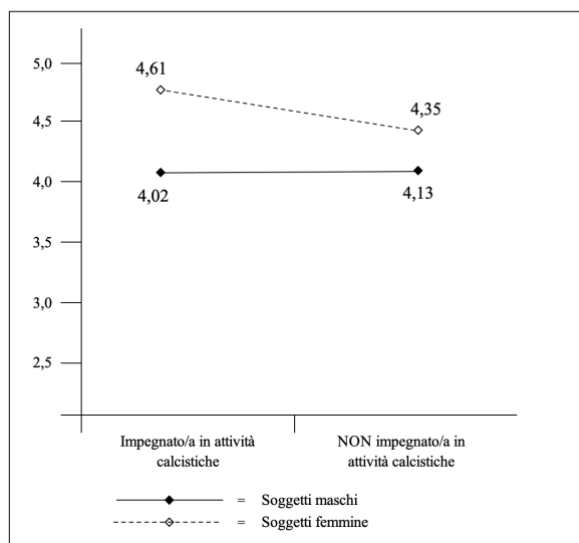 5,0
4,5
4,0
3,5
3,0
2,5
4,61
4,35
4,02
4,13
Impegnato/a in attività
calcistiche
NON impegnato/a in
attività calcistiche
= Soggetti maschi
= Soggetti femmine